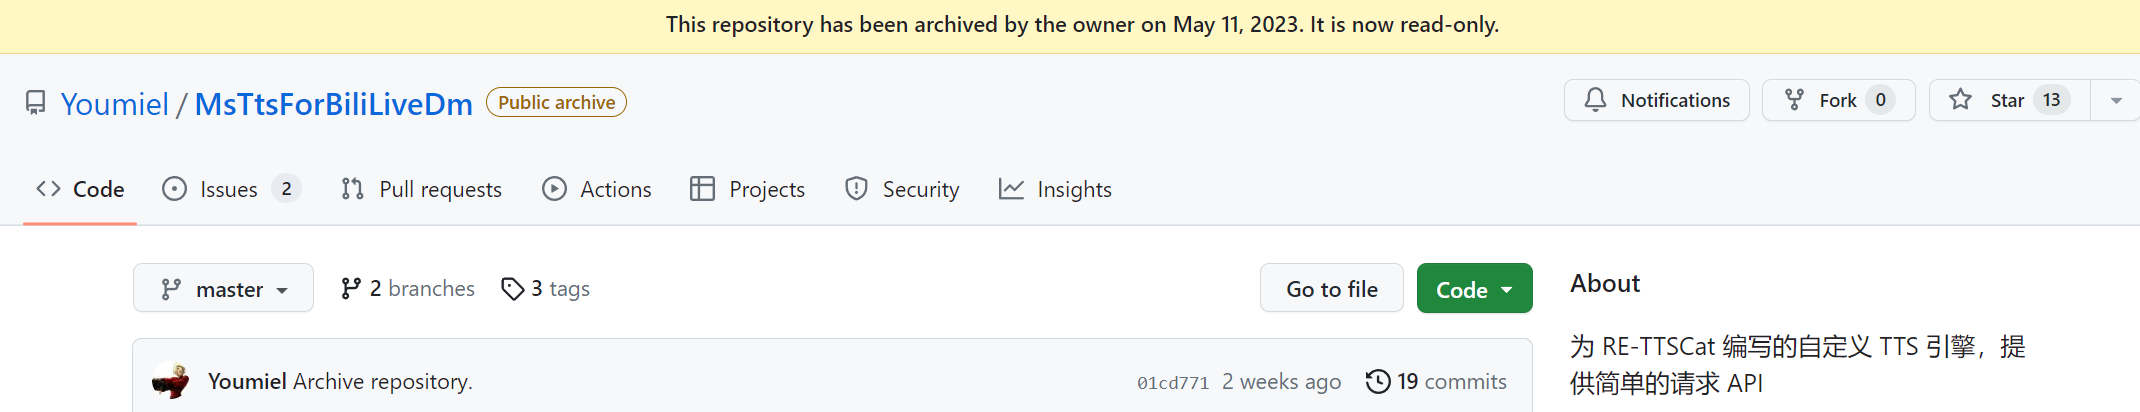 This repository has been archived by the owner on May 11, 2023. It is now read-only.
Youmiel / MsTtsForBiliLiveDm Public archive Notifications Fork 0 Star 13
Code Issues 2 Pull requests Actions Projects Security Insights
master 2 branches 3 tags Go to file Code
About
为 RE-TTSCat 编写的自定义 TTS 引擎，提
供简单的请求 API
Youmiel Archive repository. 01cd771 2 weeks ago 19 commits